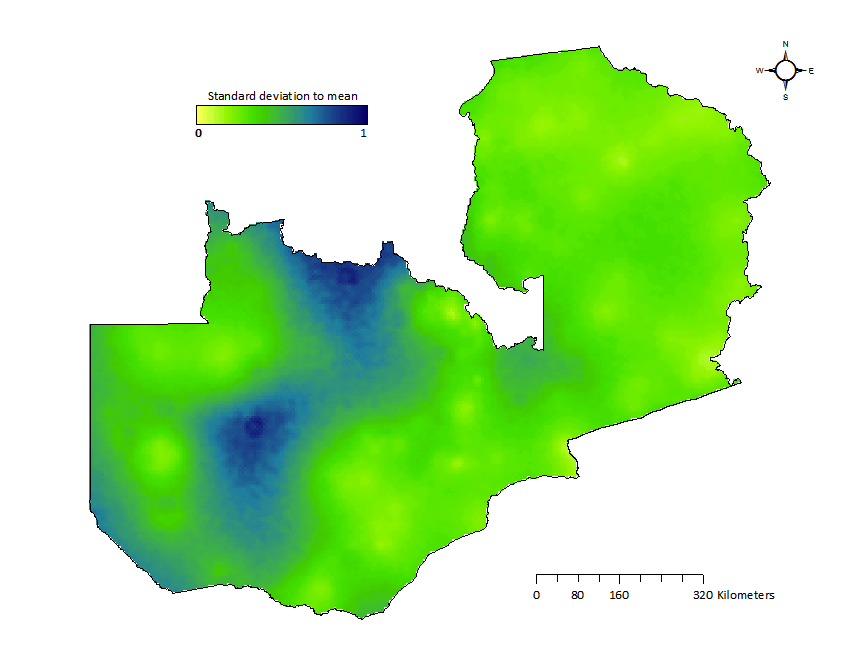 N
W E
S
Standard deviation to mean
0 1
0 80 160 320 Kilometers